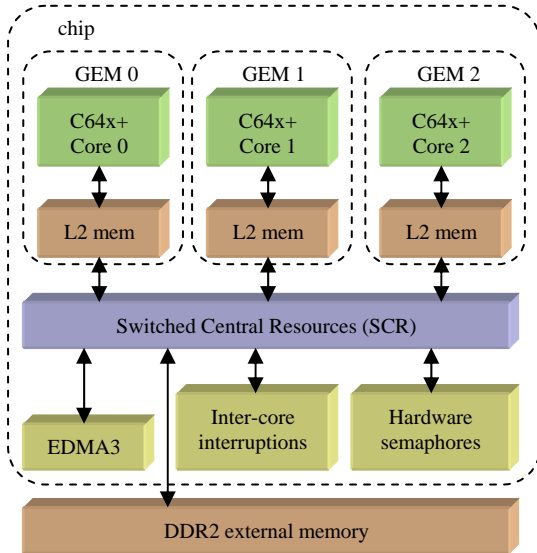 chip
GEM 0
GEM 1
GEM 2
C64x+
Core 0
C64x+
Core 1
C64x+
Core 2
L2 mem
L2 mem
L2 mem
Switched Central Resources (SCR)
EDMA3
Inter-core
interruptions
Hardware
semaphores
DDR2 external memory